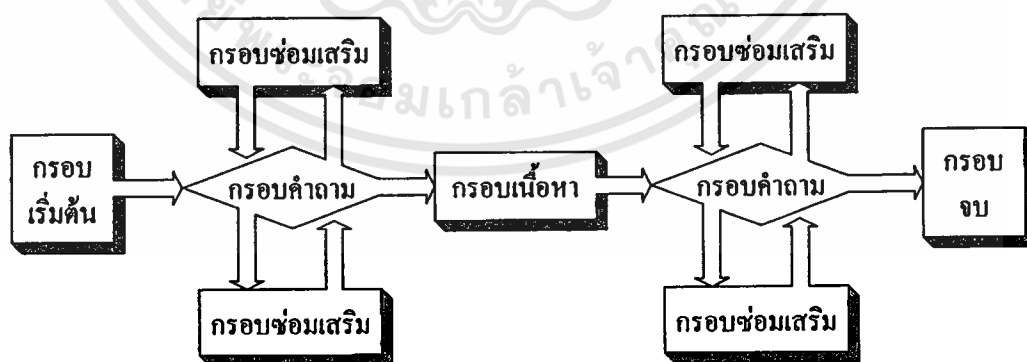 กรอบซ่อมเสริม
กรอบซ่อมเสริม
กรอบ
เริ่มต้น
กรอบคำถาม
กรอบเนื้อหา
กรอบคำถาม
กรอบ
จบ
กรอบซ่อมเสริม
กรอบซ่อมเสริม